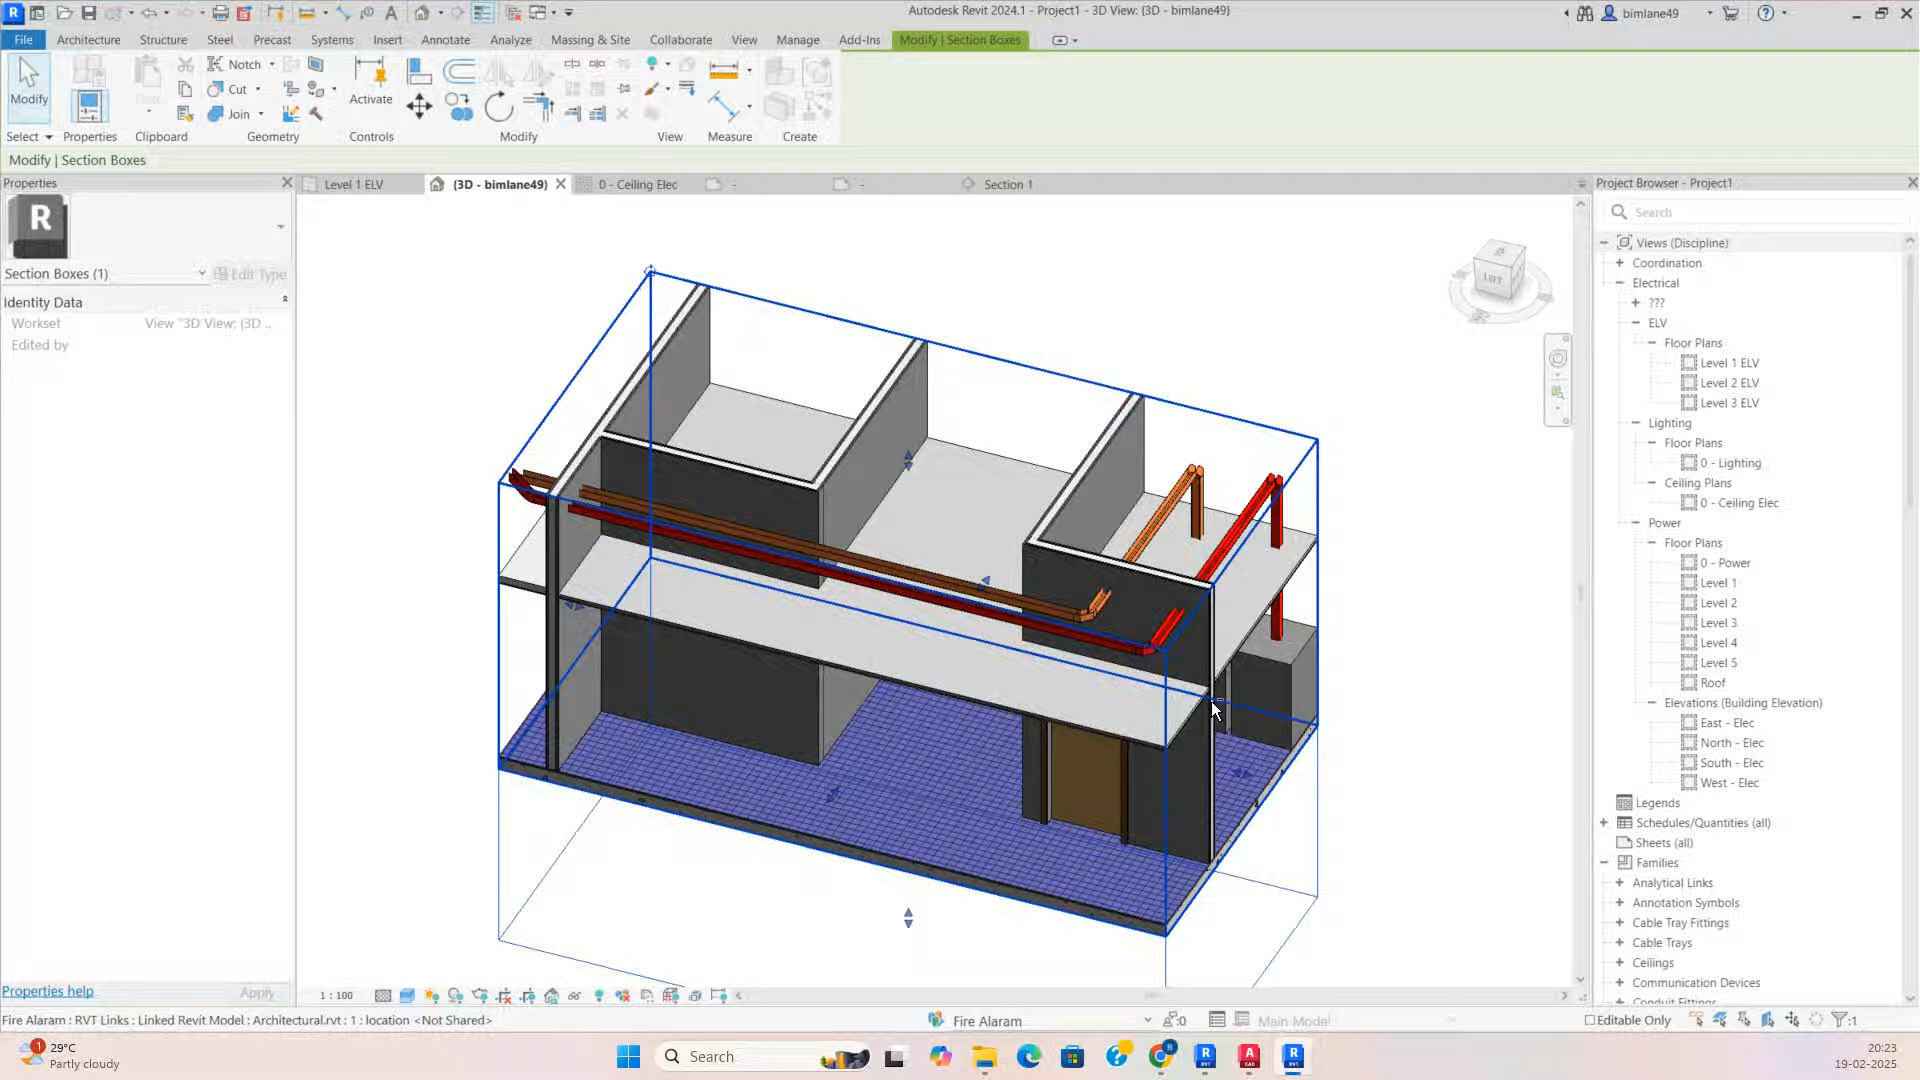 Autodesk Revit 2024.1 - Project1 - 3D View: {3D - bimlane49}
bimlane49
File
Architecture
Structure
Steel
Precast
Systems
Insert
Annotate
Analyze
Massing & Site
Collaborate
View
Manage
Add-Ins
Modify | Section Boxes
Modify
Notch
Cut
Join
Activate
Select
Properties
Clipboard
Geometry
Controls
Modify
View
Measure
Create
Modify | Section Boxes
Properties
R
Section Boxes (1)
Edit Type
Identity Data
Workset
View "3D View: {3D ..
Edited by
Properties help
Apply
Level 1 ELV
{3D - bimlane49}
0 - Ceiling Elec
-
-
Section 1
LEFT
1 : 100
Project Browser - Project1
Search
Views (Discipline)
Coordination
Electrical
???
ELV
Floor Plans
Level 1 ELV
Level 2 ELV
Level 3 ELV
Lighting
Floor Plans
0 - Lighting
Ceiling Plans
0 - Ceiling Elec
Power
Floor Plans
0 - Power
Level 1
Level 2
Level 3
Level 4
Level 5
Roof
Elevations (Building Elevation)
East - Elec
North - Elec
South - Elec
West - Elec
Legends
Schedules/Quantities (all)
Sheets (all)
Families
Analytical Links
Annotation Symbols
Cable Tray Fittings
Cable Trays
Ceilings
Communication Devices
Conduit Fittings
Fire Alaram : RVT Links : Linked Revit Model : Architectural.rvt : 1 : location <Not Shared>
Fire Alaram
:0
Main Model
Editable Only
:1
1
29°C
Partly cloudy
Search
20:23
19-02-2025